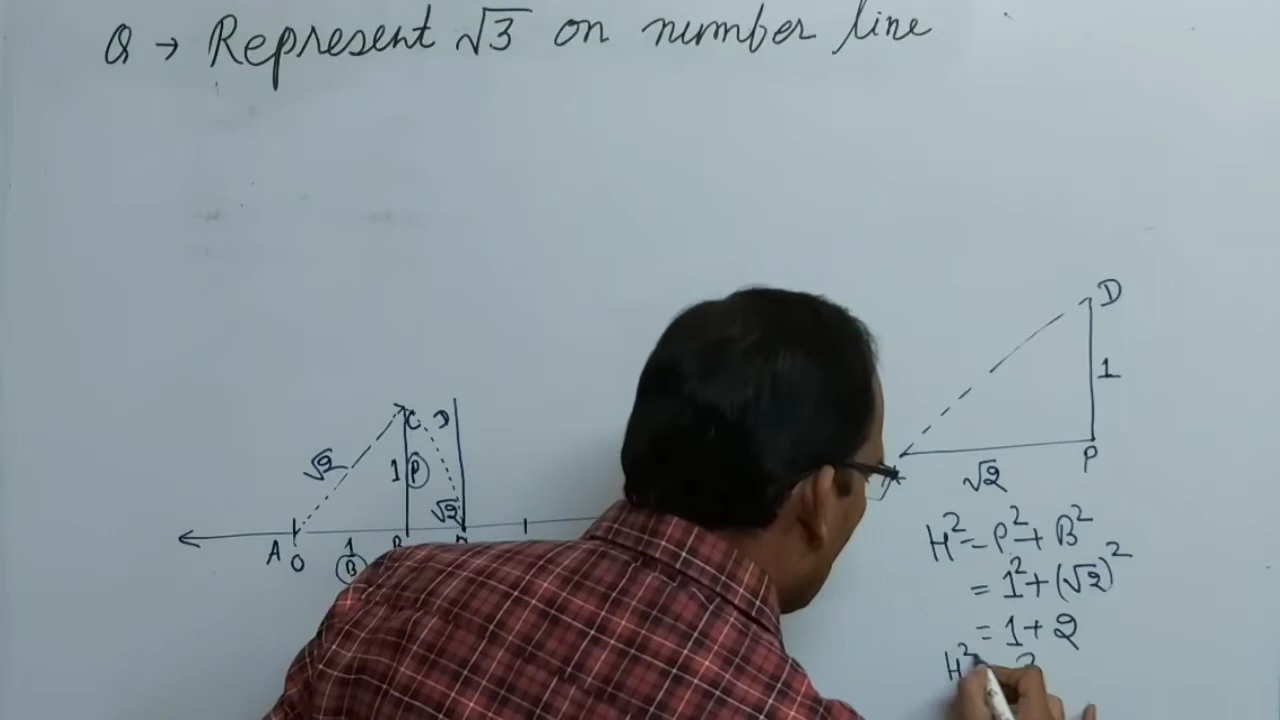 Q → Represent √3 on number line
D
1
C D
√2 1 P
√2 P
√2
A 1
0 B
H² = P² + B²
= 1² + (√2)²
= 1 + 2
H²